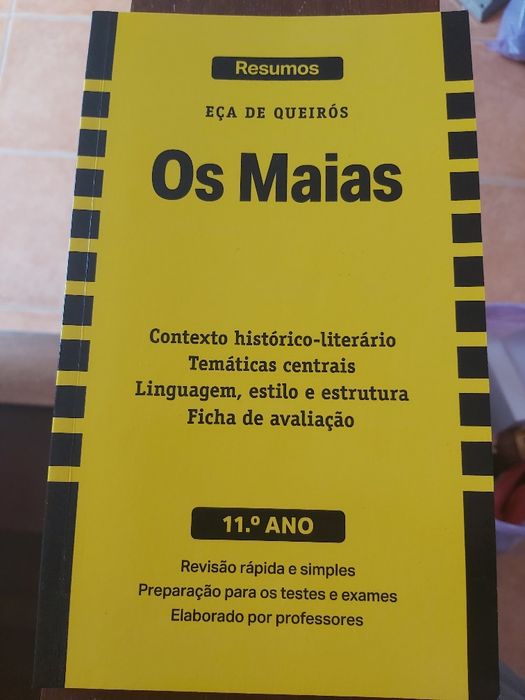 Resumos
EÇA DE QUEIRÓS
Os Maias
Contexto histórico-literário
Temáticas centrais
Linguagem, estilo e estrutura
Ficha de avaliação
11.º ANO
Revisão rápida e simples
Preparação para os testes e exames
Elaborado por professores